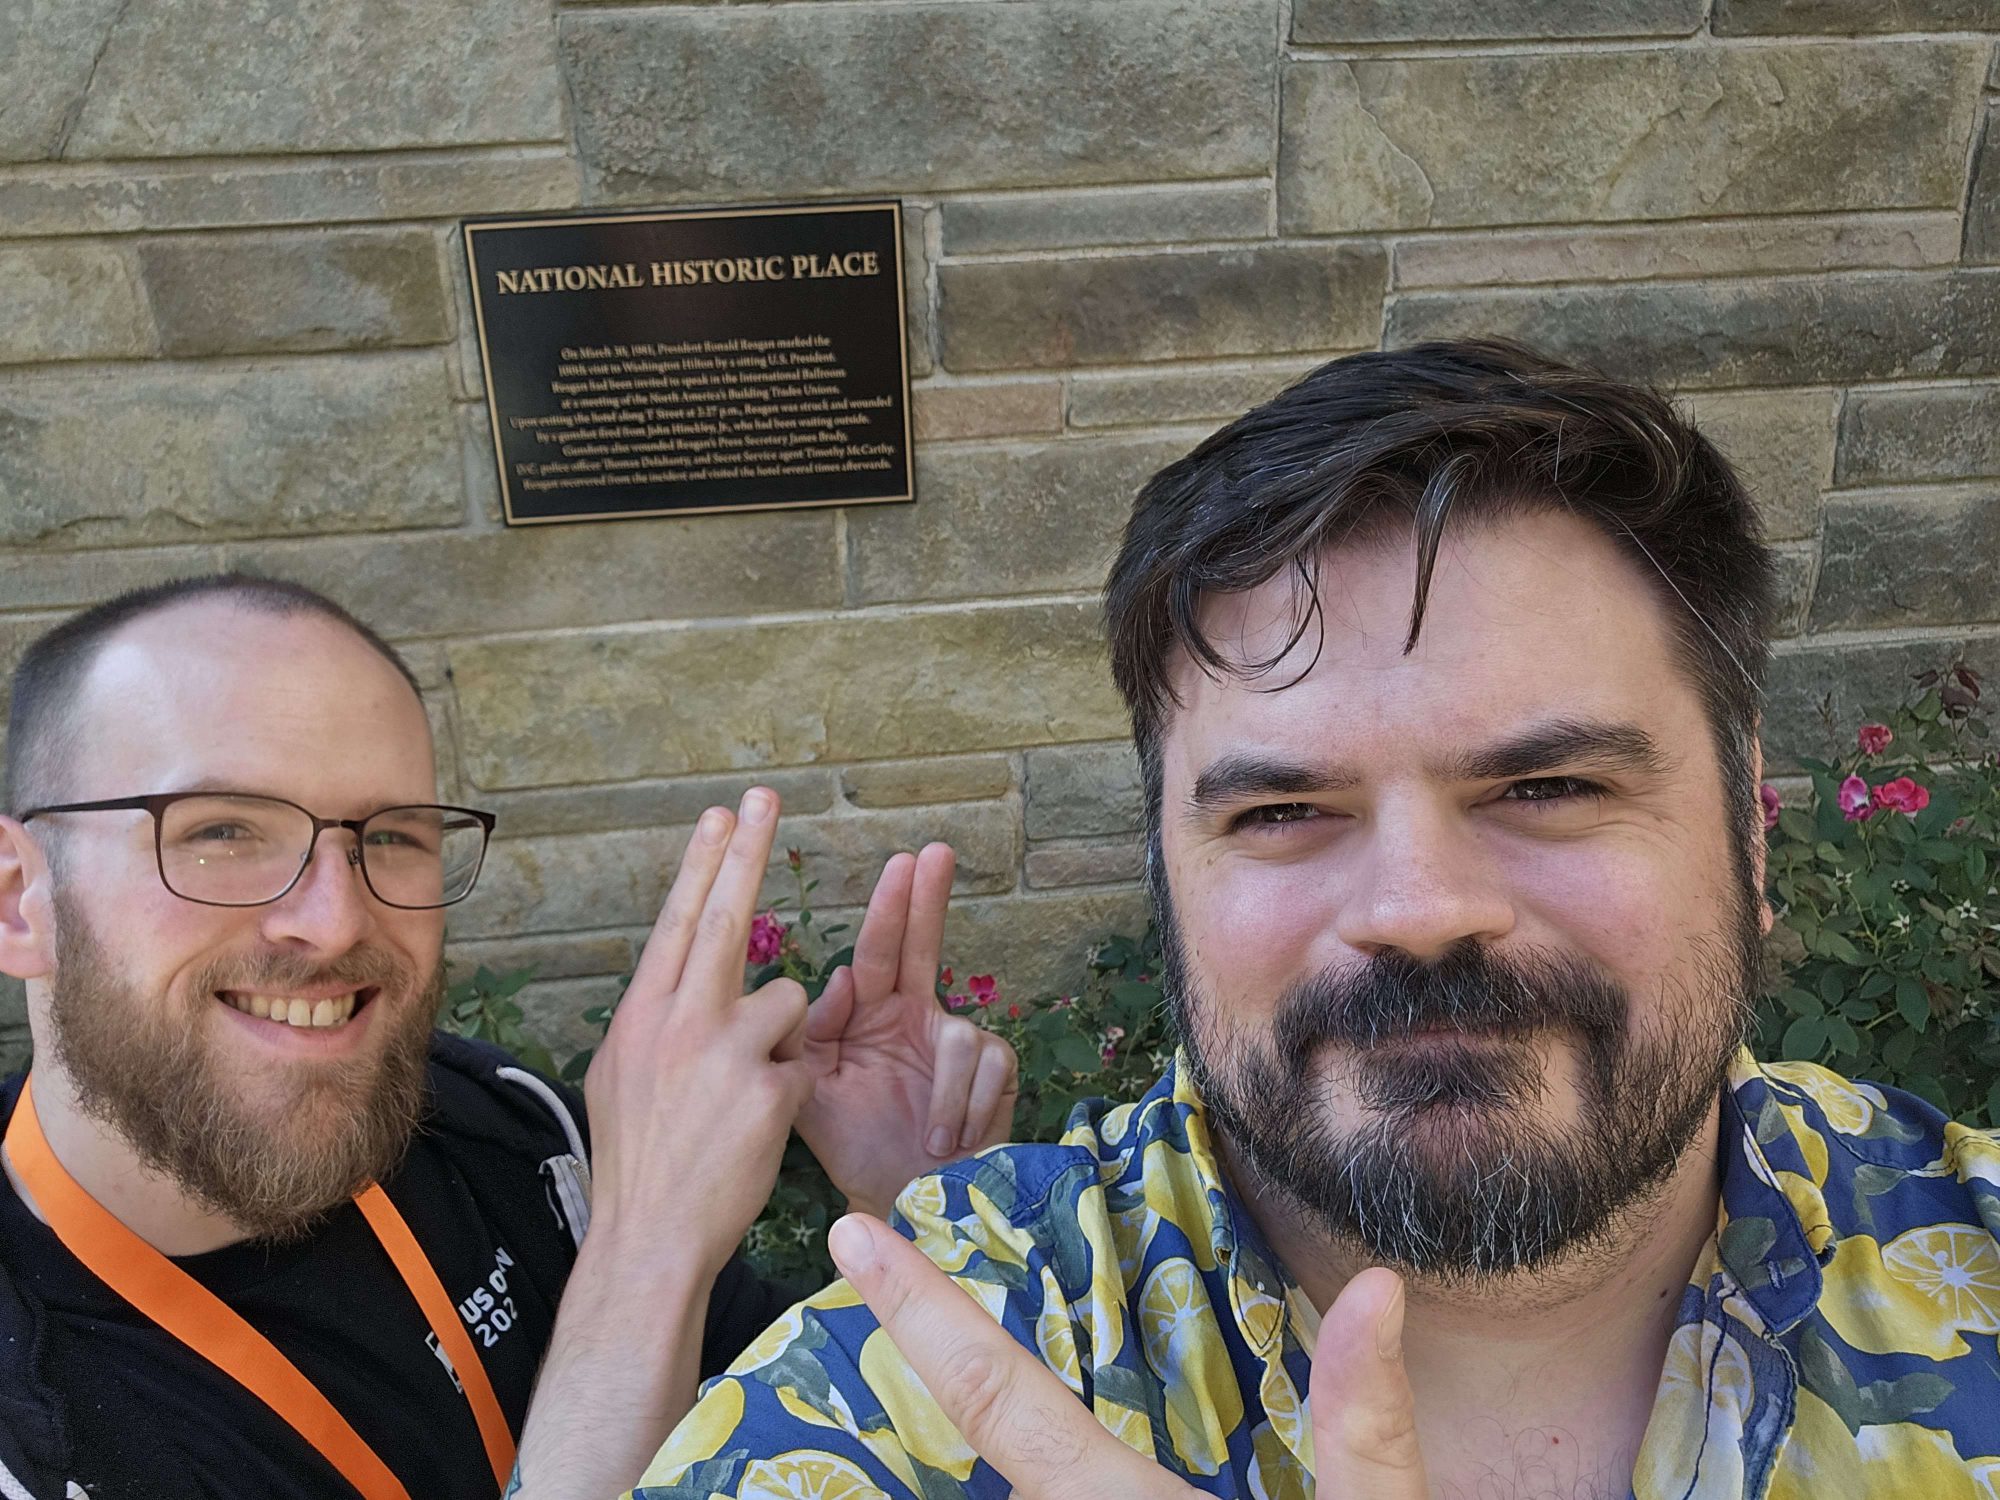 NATIONAL HISTORIC PLACE
On March 30, 1981, President Ronald Reagan marked the
100th visit to Washington Hilton by a sitting U.S. President.
Reagan had been invited to speak in the International Ballroom
at a meeting of the North America's Building Trades Unions.
Upon exiting the hotel along T Street at 2:27 p.m., Reagan was struck and wounded
by a gunshot fired from John Hinckley, Jr., who had been waiting outside.
Gunshots also wounded Reagan's Press Secretary James Brady,
D.C. police officer Thomas Delahanty, and Secret Service agent Timothy McCarthy.
Reagan recovered from the incident and visited the hotel several times afterwards.
US
202